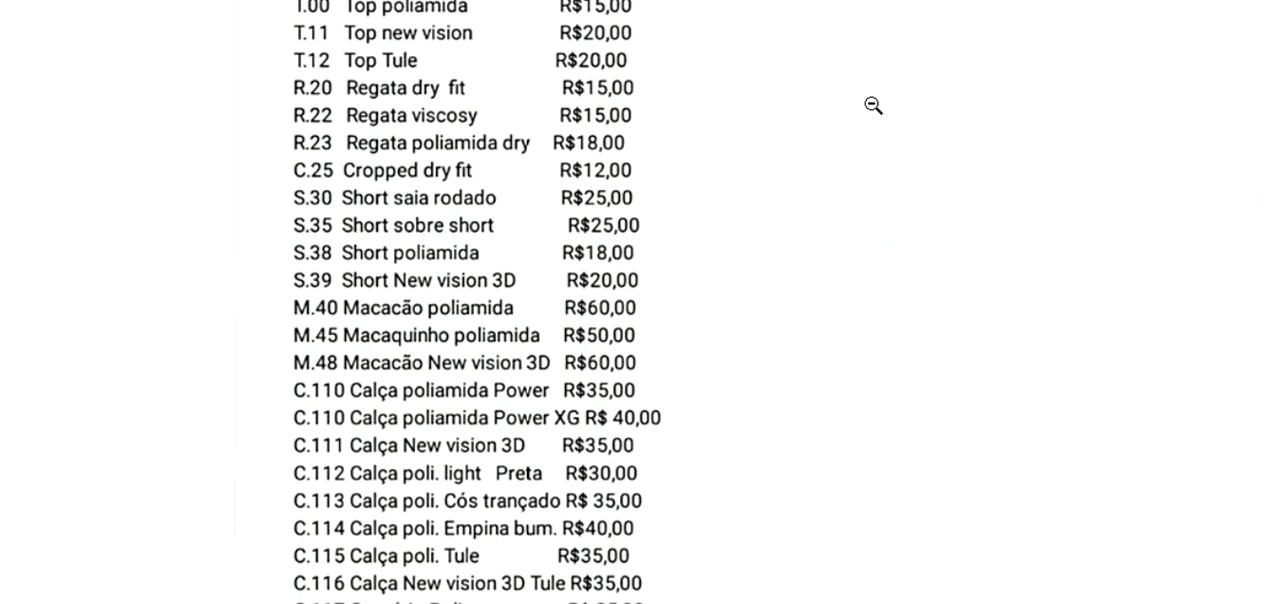 T.00 Top poliamida R$15,00
T.11 Top new vision R$20,00
T.12 Top Tule R$20,00
R.20 Regata dry fit R$15,00
R.22 Regata viscosy R$15,00
R.23 Regata poliamida dry R$18,00
C.25 Cropped dry fit R$12,00
S.30 Short saia rodado R$25,00
S.35 Short sobre short R$25,00
S.38 Short poliamida R$18,00
S.39 Short New vision 3D R$20,00
M.40 Macacão poliamida R$60,00
M.45 Macaquinho poliamida R$50,00
M.48 Macacão New vision 3D R$60,00
C.110 Calça poliamida Power R$35,00
C.110 Calça poliamida Power XG R$ 40,00
C.111 Calça New vision 3D R$35,00
C.112 Calça poli. light Preta R$30,00
C.113 Calça poli. Cós trançado R$ 35,00
C.114 Calça poli. Empina bum. R$40,00
C.115 Calça poli. Tule R$35,00
C.116 Calça New vision 3D Tule R$35,00